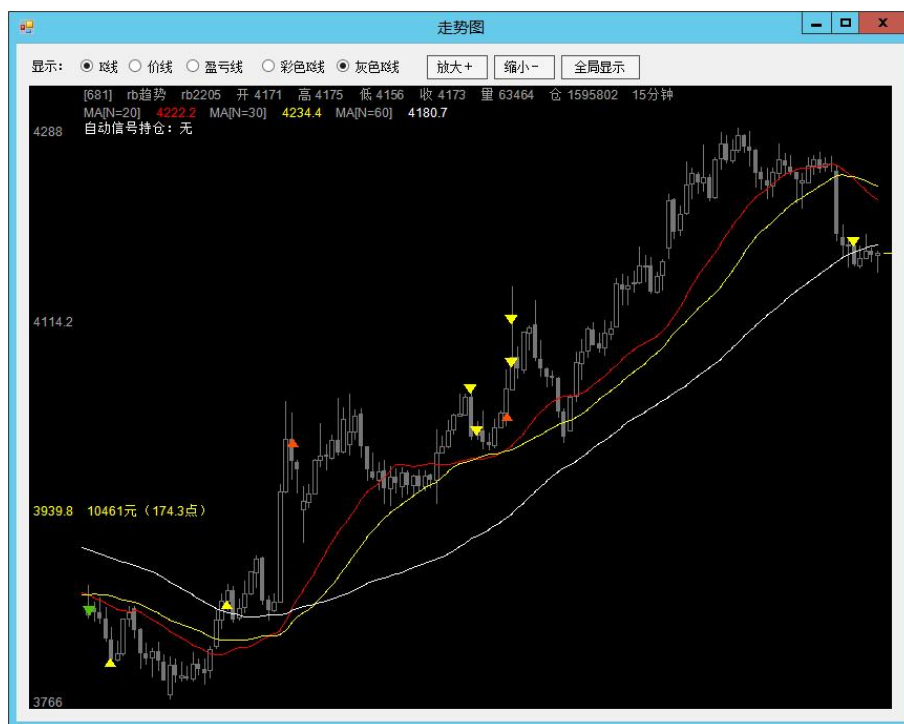 走势图
显示： K线 价线 盈亏线 彩色K线 灰色K线 放大+ 缩小- 全局显示
[681] rb趋势 rb2205 开 4171 高 4175 低 4156 收 4173 量 63464 仓 1595802 15分钟
MA[N=20] 4222.2 MA[N=30] 4234.4 MA[N=60] 4180.7
自动信号持仓：无
4288
4114.2
3939.8 10461元（174.3点）
3766